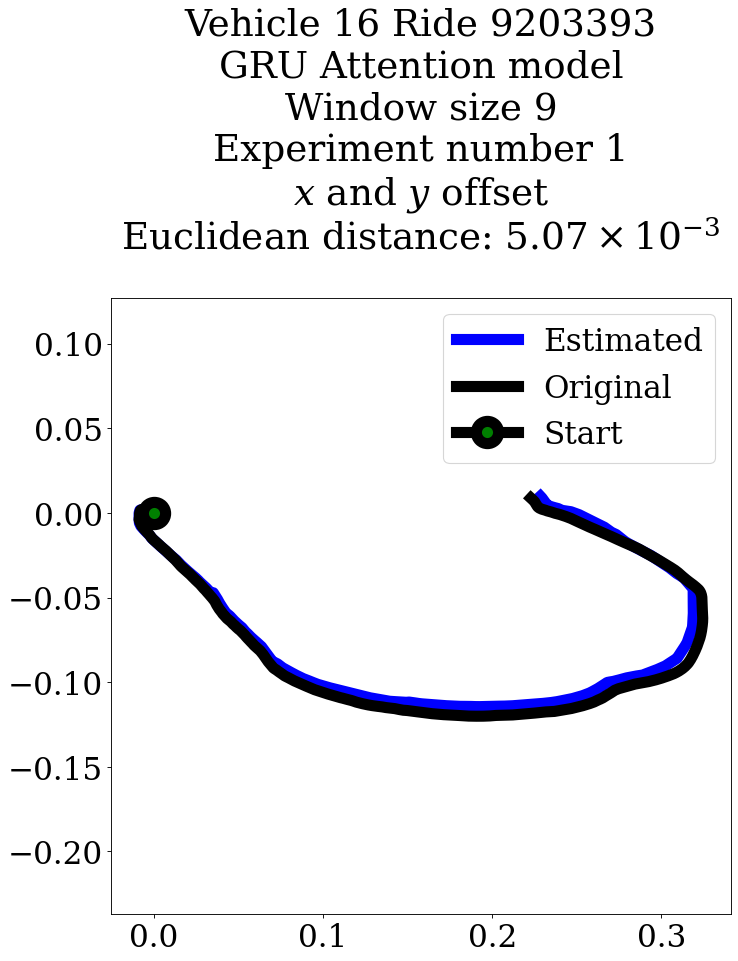 Vehicle 16 Ride 9203393
GRU Attention model
Window size 9
Experiment number 1
x and y offset
Euclidean distance: 5.07 × 10⁻³
Estimated
Original
Start
0.10
0.05
0.00
−0.05
−0.10
−0.15
−0.20
0.0 0.1 0.2 0.3